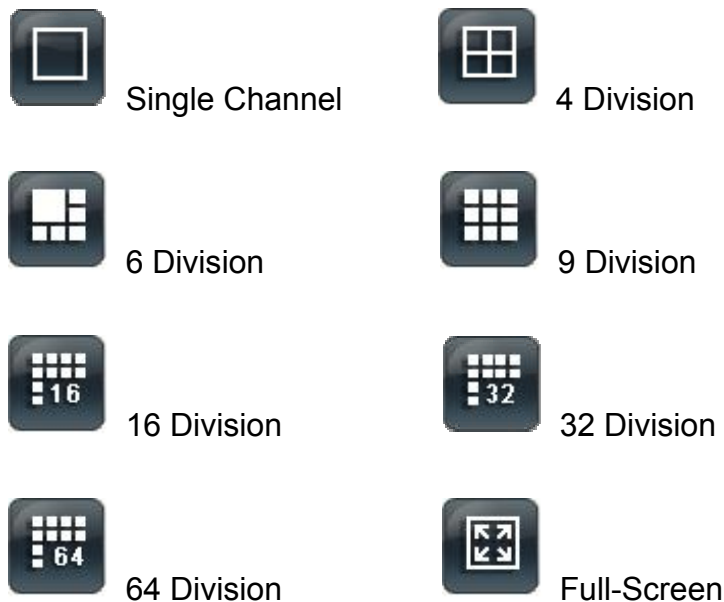 Single Channel
4 Division
6 Division
9 Division
16
16 Division
32
32 Division
64
64 Division
Full-Screen